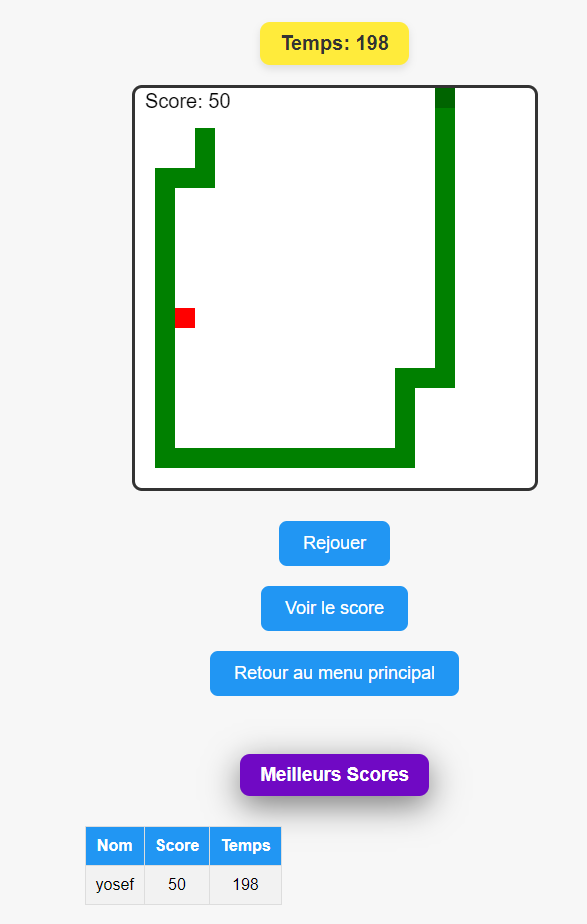 Temps: 198
Score: 50
Rejouer
Voir le score
Retour au menu principal
Meilleurs Scores
Nom Score Temps
yosef 50 198